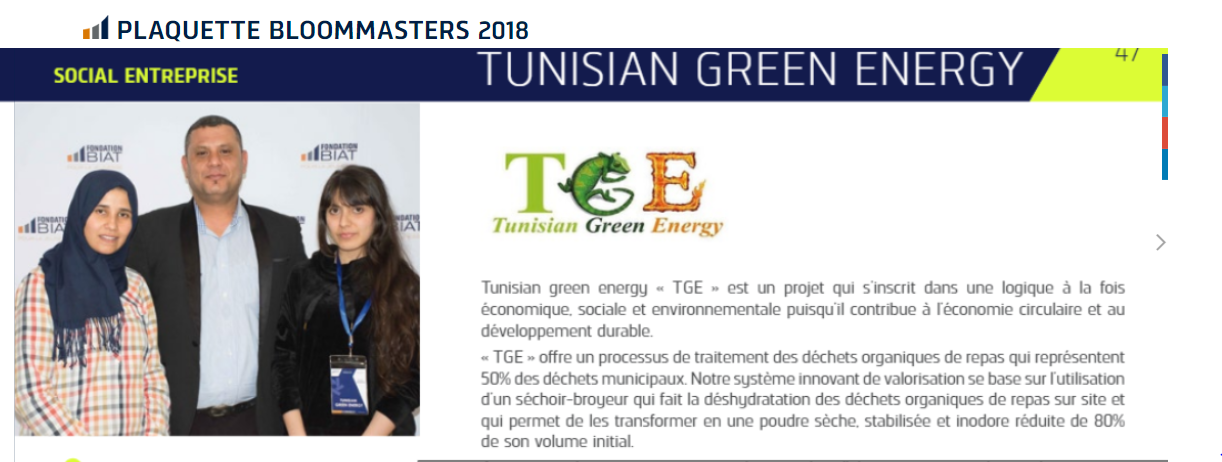 PLAQUETTE BLOOMMASTERS 2018
SOCIAL ENTREPRISE
TUNISIAN GREEN ENERGY
47
FONDATION
BIAT
FONDATION
BIAT
TGE
Tunisian Green Energy
TUNISIAN
GREEN ENERGY
Tunisian green energy « TGE » est un projet qui s'inscrit dans une logique à la fois
économique, sociale et environnementale puisqu'il contribue à l'économie circulaire et au
développement durable.
« TGE » offre un processus de traitement des déchets organiques de repas qui représentent
50% des déchets municipaux. Notre système innovant de valorisation se base sur l'utilisation
d'un séchoir-broyeur qui fait la déshydratation des déchets organiques de repas sur site et
qui permet de les transformer en une poudre sèche, stabilisée et inodore réduite de 80%
de son volume initial.